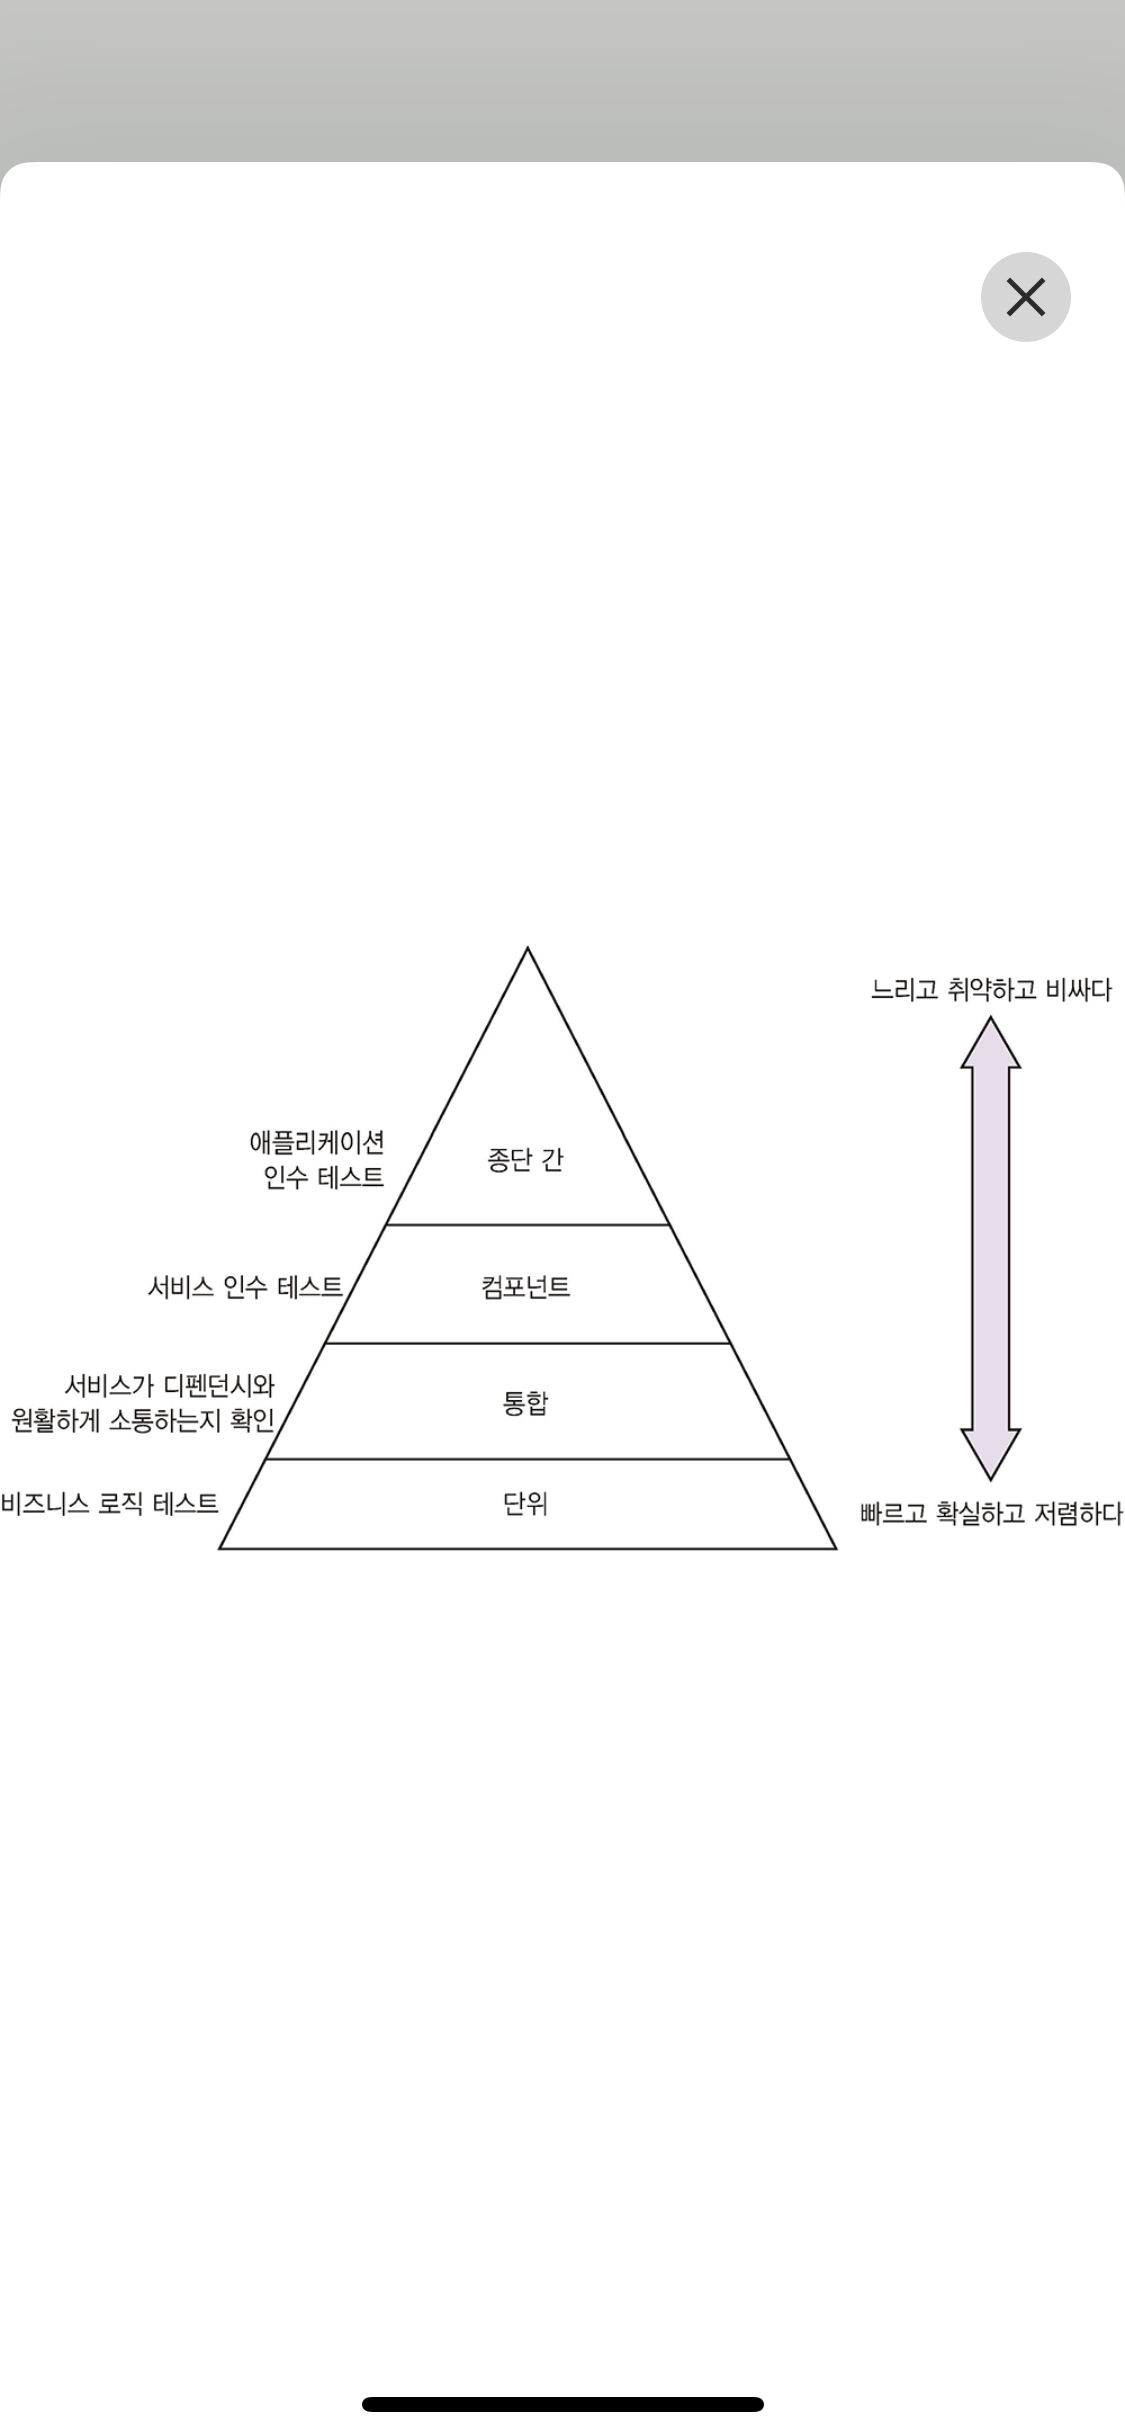 느리고 취약하고 비싸다
애플리케이션
인수 테스트
종단 간
서비스 인수 테스트
컴포넌트
서비스가 디펜던시와
원활하게 소통하는지 확인
통합
비즈니스 로직 테스트
단위
빠르고 확실하고 저렴하다